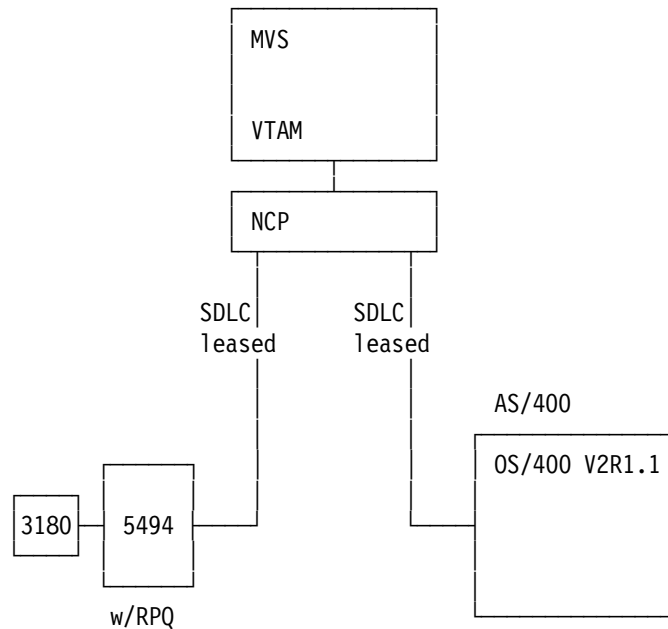 MVS
VTAM
NCP
SDLC
leased
SDLC
leased
AS/400
OS/400 V2R1.1
3180
5494
w/RPQ